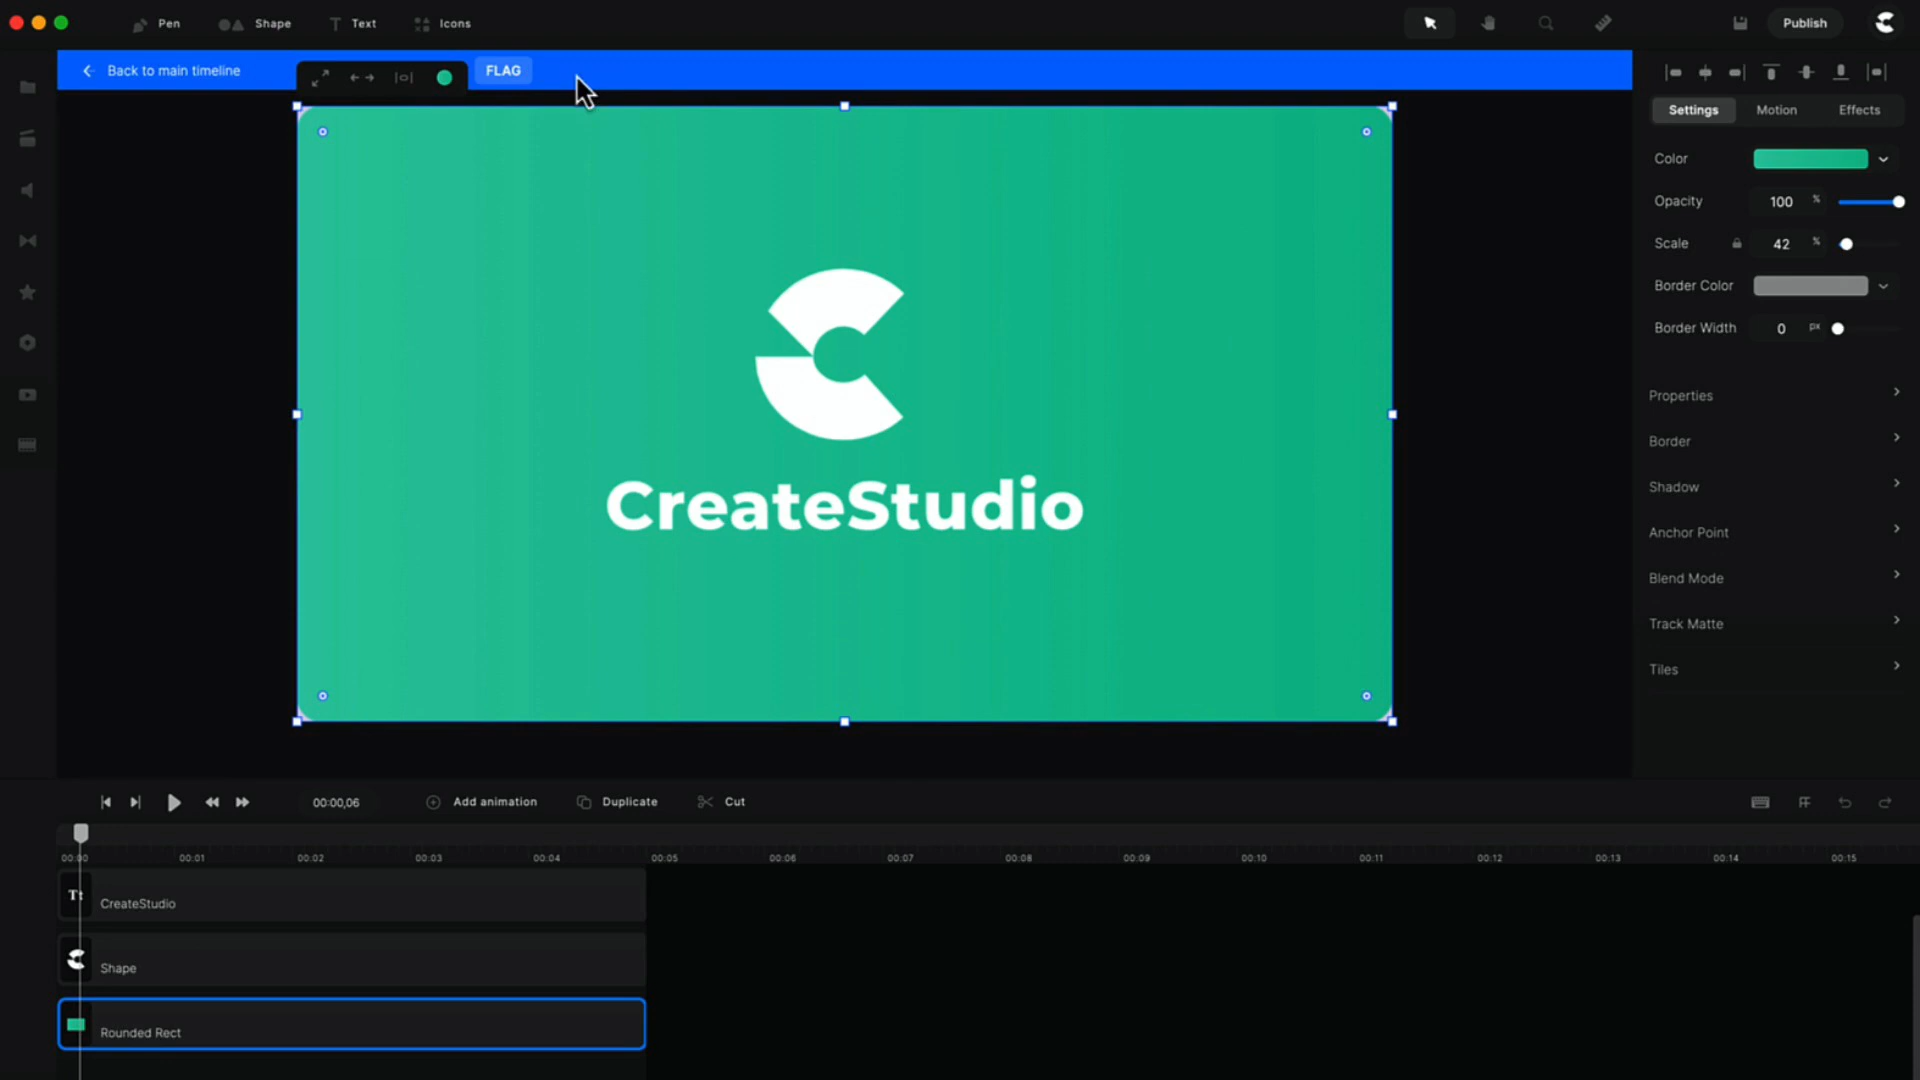 Pen
Shape
Text
Icons
Publish
Back to main timeline
FLAG
Settings
Motion
Effects
Color
Opacity
100 %
Scale
42 %
Border Color
Border Width
0 px
Properties
Border
Shadow
Anchor Point
Blend Mode
Track Matte
Tiles
CreateStudio
00:00,06
Add animation
Duplicate
Cut
00:00 00:01 00:02 00:03 00:04 00:05 00:06 00:07 00:08 00:09 00:10 00:11 00:12 00:13 00:14 00:15
Tt
CreateStudio
Shape
Rounded Rect